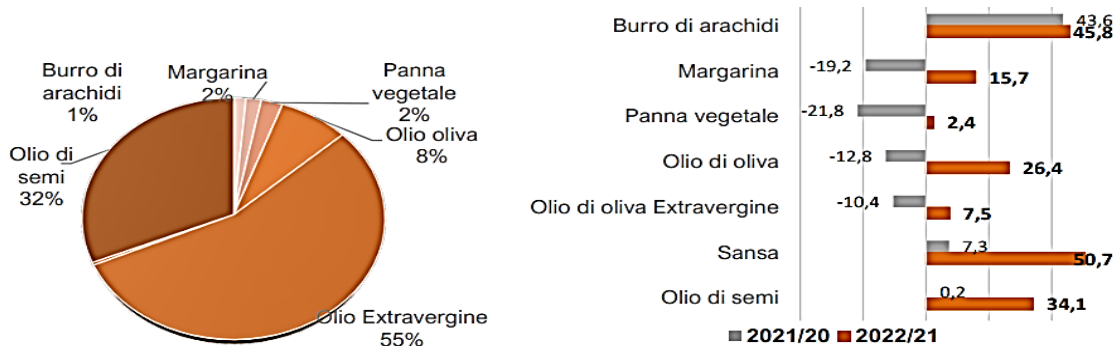 Burro di
arachidi
1%
Margarina
2%
Panna
vegetale
2%
Olio oliva
8%
Olio di
semi
32%
Olio Extravergine
55%
Burro di arachidi
43,6
45,8
Margarina
-19,2
15,7
Panna vegetale
-21,8
2,4
Olio di oliva
-12,8
26,4
Olio di oliva Extravergine
-10,4
7,5
Sansa
7,3
50,7
Olio di semi
0,2
34,1
2021/20 2022/21